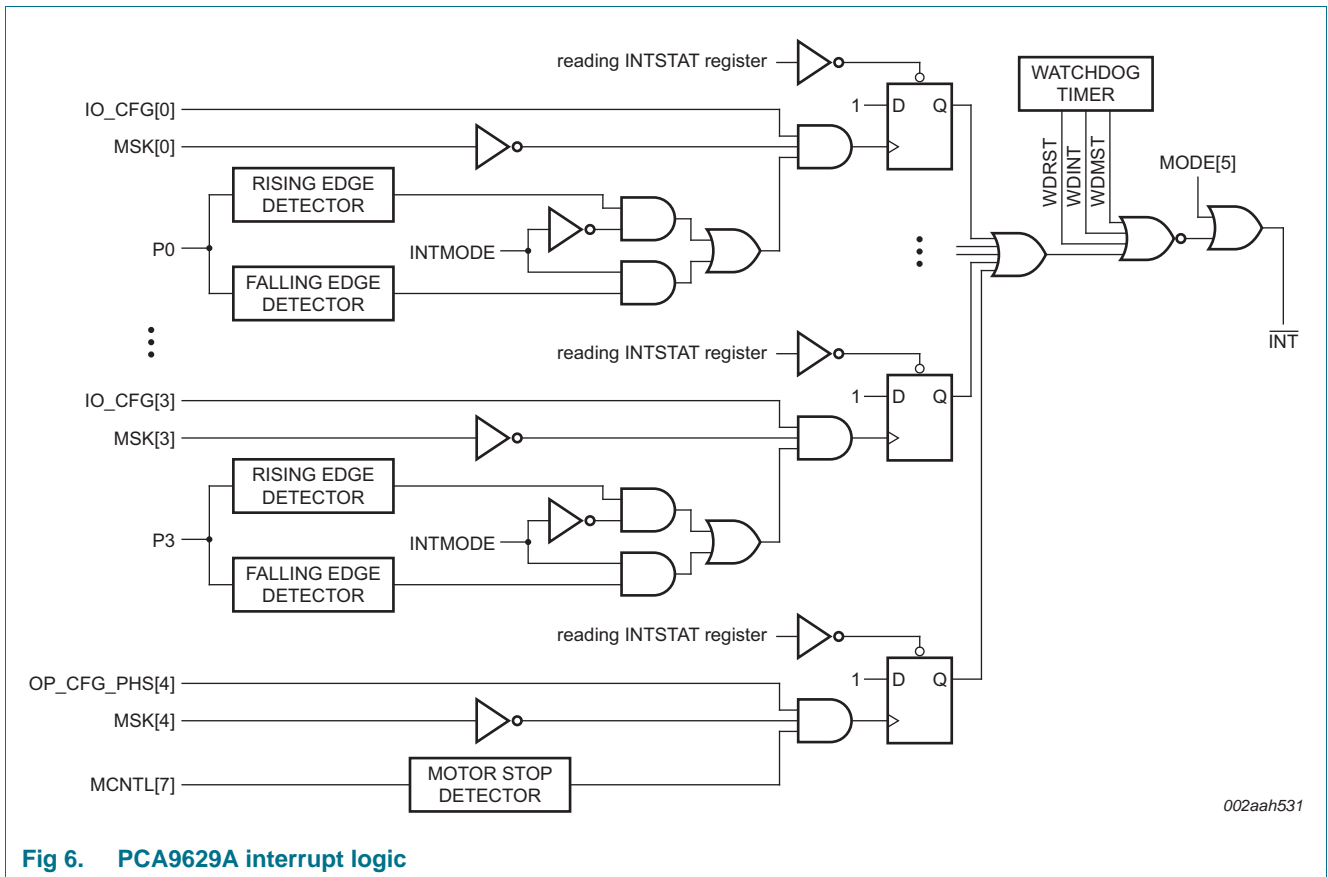 reading INTSTAT register
WATCHDOG
TIMER
IO_CFG[0]
1
D
Q
MSK[0]
WDRST
WDINT
WDMST
MODE[5]
RISING EDGE
DETECTOR
P0
INTMODE
FALLING EDGE
DETECTOR
INT
reading INTSTAT register
IO_CFG[3]
1
D
Q
MSK[3]
RISING EDGE
DETECTOR
P3
INTMODE
FALLING EDGE
DETECTOR
reading INTSTAT register
OP_CFG_PHS[4]
1
D
Q
MSK[4]
MCNTL[7]
MOTOR STOP
DETECTOR
002aah531
Fig 6. PCA9629A interrupt logic